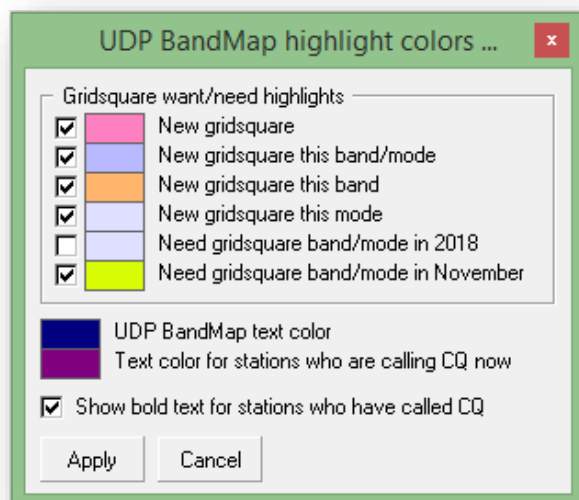 UDP BandMap highlight colors ...
x
Gridsquare want/need highlights
New gridsquare
New gridsquare this band/mode
New gridsquare this band
New gridsquare this mode
Need gridsquare band/mode in 2018
Need gridsquare band/mode in November
UDP BandMap text color
Text color for stations who are calling CQ now
Show bold text for stations who have called CQ
Apply Cancel